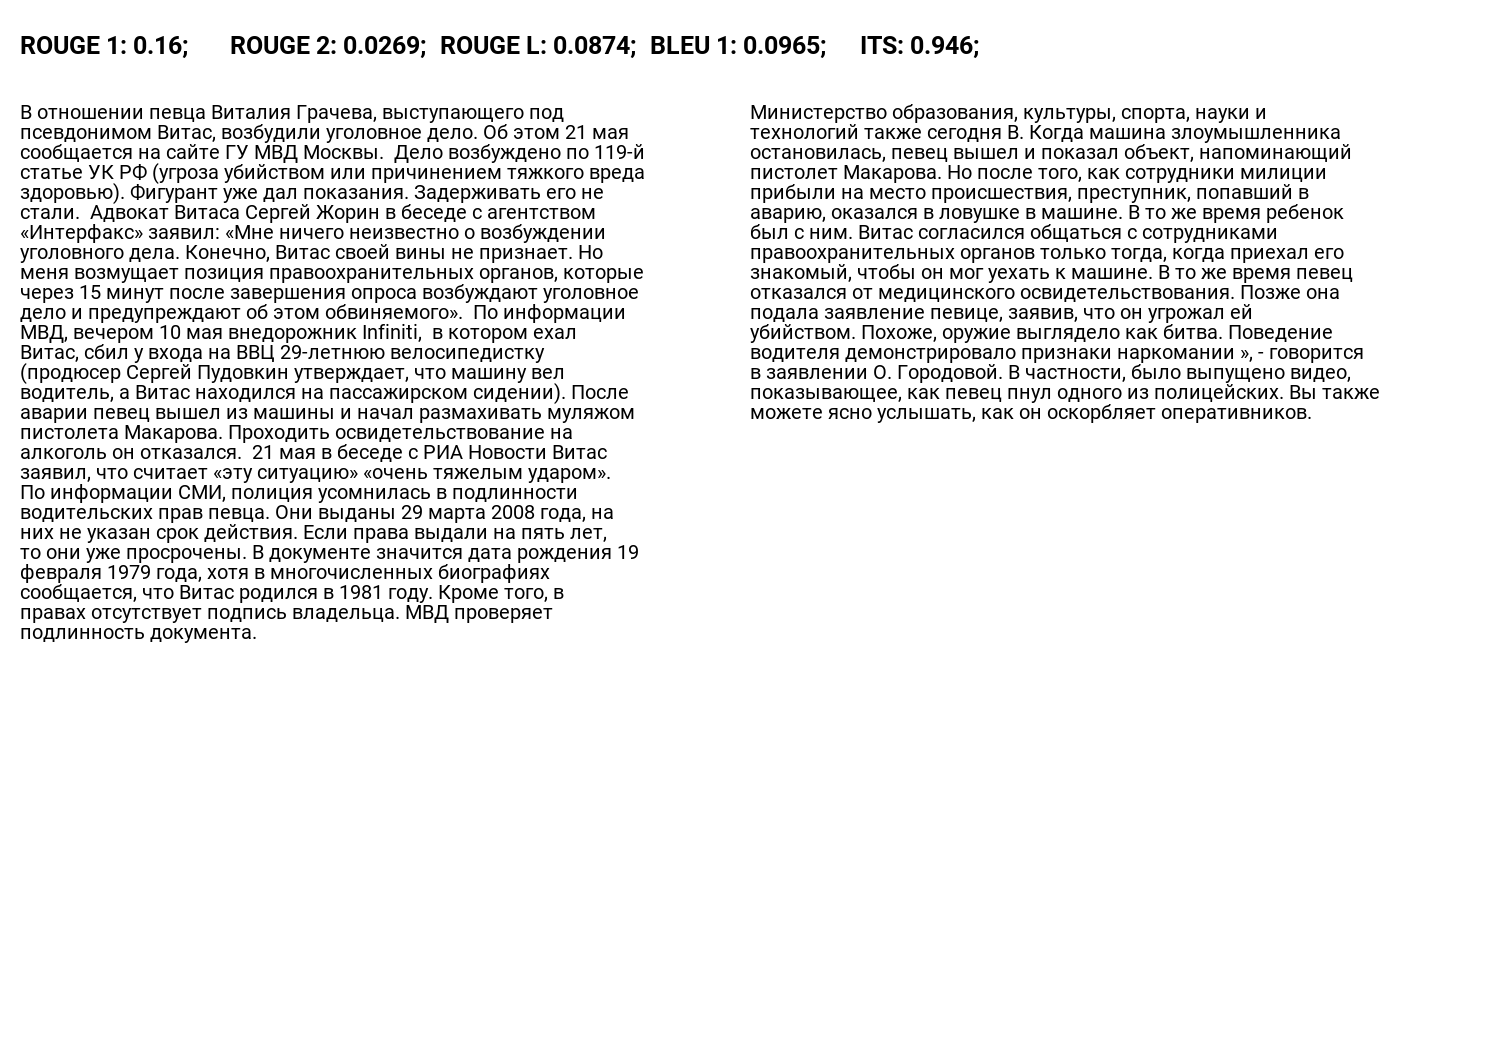 ROUGE 1: 0.16; ROUGE 2: 0.0269; ROUGE L: 0.0874; BLEU 1: 0.0965; ITS: 0.946;
В отношении певца Виталия Грачева, выступающего под
псевдонимом Витас, возбудили уголовное дело. Об этом 21 мая
сообщается на сайте ГУ МВД Москвы.  Дело возбуждено по 119-й
статье УК РФ (угроза убийством или причинением тяжкого вреда
здоровью). Фигурант уже дал показания. Задерживать его не
стали.  Адвокат Витаса Сергей Жорин в беседе с агентством
«Интерфакс» заявил: «Мне ничего неизвестно о возбуждении
уголовного дела. Конечно, Витас своей вины не признает. Но
меня возмущает позиция правоохранительных органов, которые
через 15 минут после завершения опроса возбуждают уголовное
дело и предупреждают об этом обвиняемого».  По информации
МВД, вечером 10 мая внедорожник Infiniti,  в котором ехал
Витас, сбил у входа на ВВЦ 29-летнюю велосипедистку
(продюсер Сергей Пудовкин утверждает, что машину вел
водитель, а Витас находился на пассажирском сидении). После
аварии певец вышел из машины и начал размахивать муляжом
пистолета Макарова. Проходить освидетельствование на
алкоголь он отказался.  21 мая в беседе с РИА Новости Витас
заявил, что считает «эту ситуацию» «очень тяжелым ударом».
По информации СМИ, полиция усомнилась в подлинности
водительских прав певца. Они выданы 29 марта 2008 года, на
них не указан срок действия. Если права выдали на пять лет,
то они уже просрочены. В документе значится дата рождения 19
февраля 1979 года, хотя в многочисленных биографиях
сообщается, что Витас родился в 1981 году. Кроме того, в
правах отсутствует подпись владельца. МВД проверяет
подлинность документа.
Министерство образования, культуры, спорта, науки и
технологий также сегодня В. Когда машина злоумышленника
остановилась, певец вышел и показал объект, напоминающий
пистолет Макарова. Но после того, как сотрудники милиции
прибыли на место происшествия, преступник, попавший в
аварию, оказался в ловушке в машине. В то же время ребенок
был с ним. Витас согласился общаться с сотрудниками
правоохранительных органов только тогда, когда приехал его
знакомый, чтобы он мог уехать к машине. В то же время певец
отказался от медицинского освидетельствования. Позже она
подала заявление певице, заявив, что он угрожал ей
убийством. Похоже, оружие выглядело как битва. Поведение
водителя демонстрировало признаки наркомании », - говорится
в заявлении О. Городовой. В частности, было выпущено видео,
показывающее, как певец пнул одного из полицейских. Вы также
можете ясно услышать, как он оскорбляет оперативников.